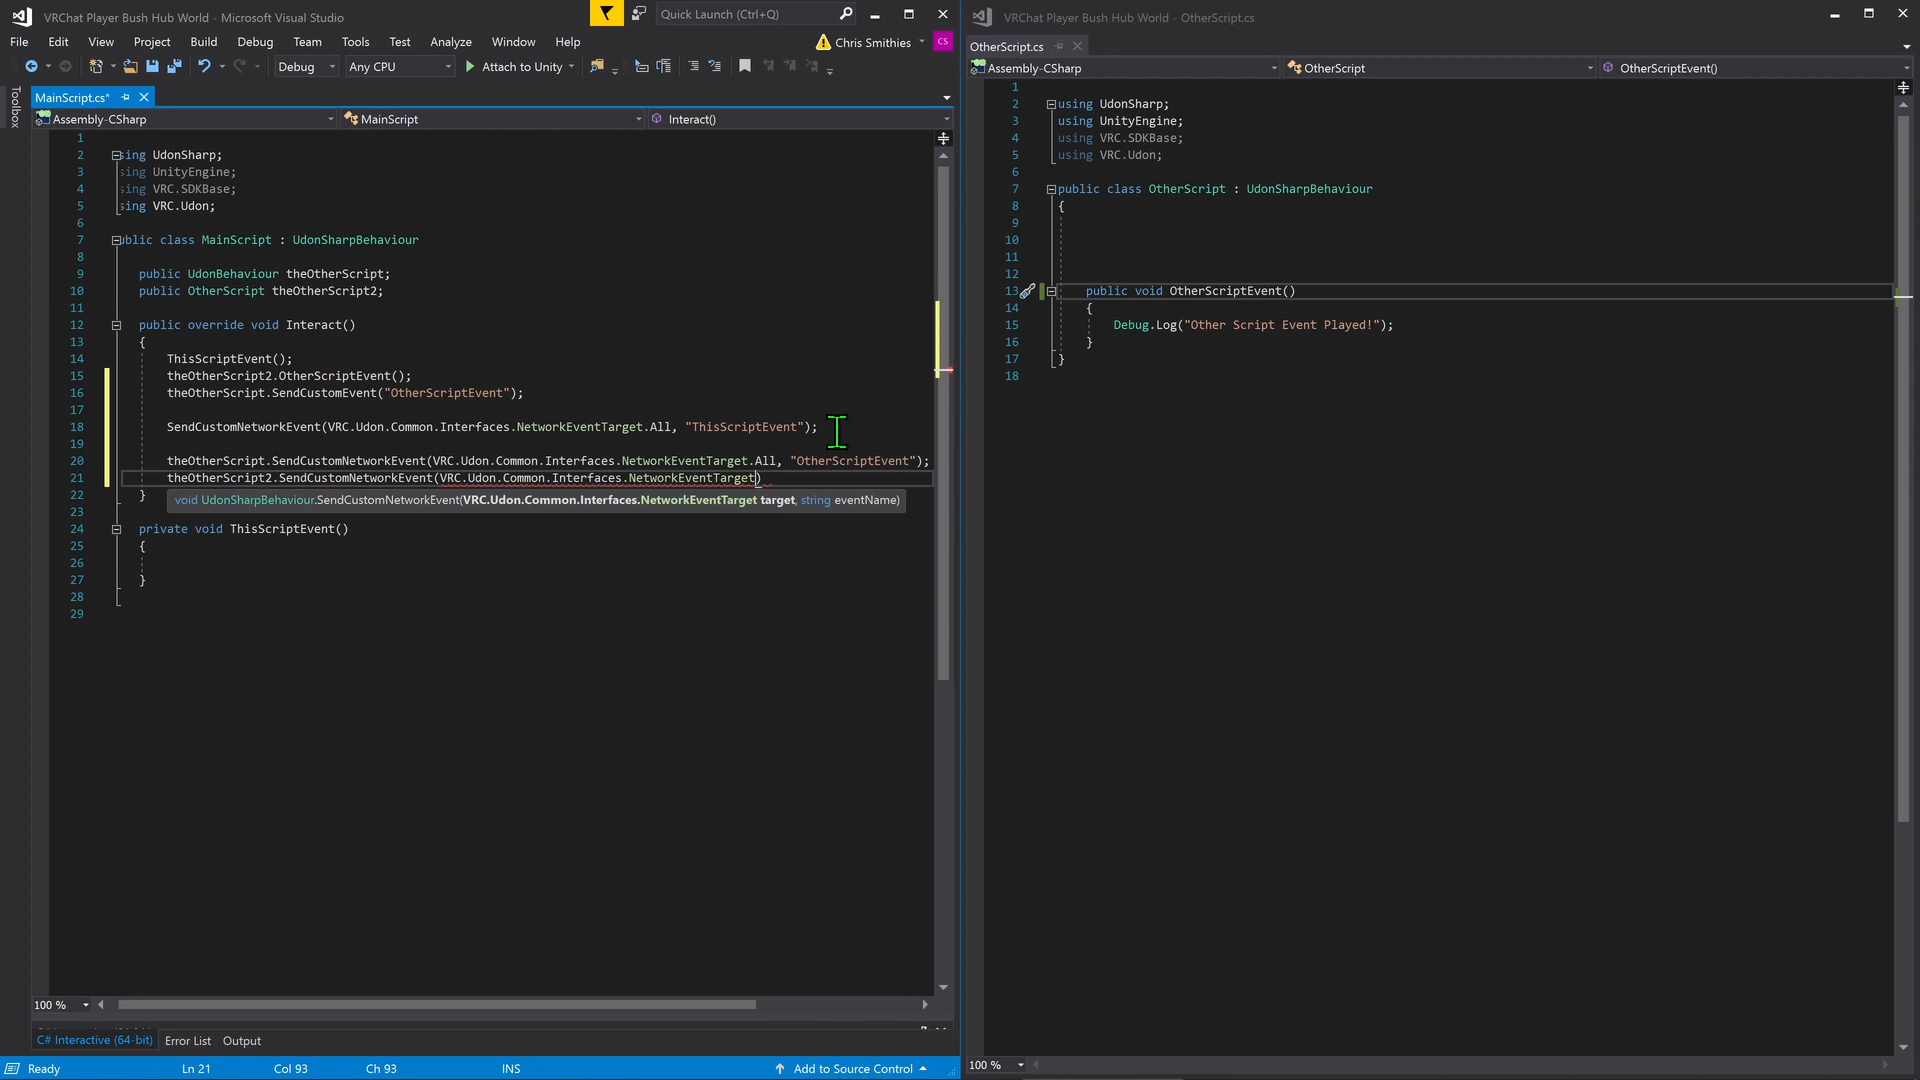 VRChat Player Bush Hub World - Microsoft Visual Studio
Quick Launch (Ctrl+Q)
File Edit View Project Build Debug Team Tools Test Analyze Window Help
Chris Smithies CS
Debug Any CPU Attach to Unity
Toolbox
MainScript.cs*
Assembly-CSharp MainScript Interact()
1
2 sing UdonSharp;
3 sing UnityEngine;
4 sing VRC.SDKBase;
5 sing VRC.Udon;
6
7 ublic class MainScript : UdonSharpBehaviour
8
9 public UdonBehaviour theOtherScript;
10 public OtherScript theOtherScript2;
11
12 public override void Interact()
13 {
14 ThisScriptEvent();
15 theOtherScript2.OtherScriptEvent();
16 theOtherScript.SendCustomEvent("OtherScriptEvent");
17
18 SendCustomNetworkEvent(VRC.Udon.Common.Interfaces.NetworkEventTarget.All, "ThisScriptEvent");
19
20 theOtherScript.SendCustomNetworkEvent(VRC.Udon.Common.Interfaces.NetworkEventTarget.All, "OtherScriptEvent");
21 theOtherScript2.SendCustomNetworkEvent(VRC.Udon.Common.Interfaces.NetworkEventTarget)
22 }
void UdonSharpBehaviour.SendCustomNetworkEvent(VRC.Udon.Common.Interfaces.NetworkEventTarget target, string eventName)
23
24 private void ThisScriptEvent()
25 {
26
27 }
28
29
100 %
C# Interactive (64-bit) Error List Output
Ready Ln 21 Col 93 Ch 93 INS Add to Source Control
VRChat Player Bush Hub World - OtherScript.cs
OtherScript.cs
Assembly-CSharp OtherScript OtherScriptEvent()
1
2 using UdonSharp;
3 using UnityEngine;
4 using VRC.SDKBase;
5 using VRC.Udon;
6
7 public class OtherScript : UdonSharpBehaviour
8 {
9
10
11
12
13 public void OtherScriptEvent()
14 {
15 Debug.Log("Other Script Event Played!");
16 }
17 }
18
100 %